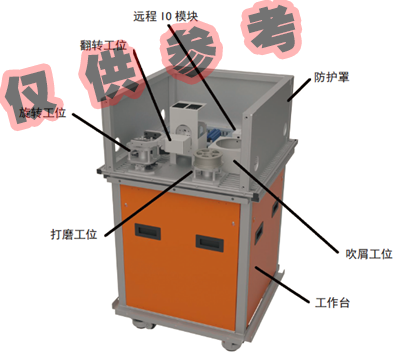 远程 IO 模块
翻转工位
仅供参考
防护罩
旋转工位
打磨工位
吹屑工位
工作台